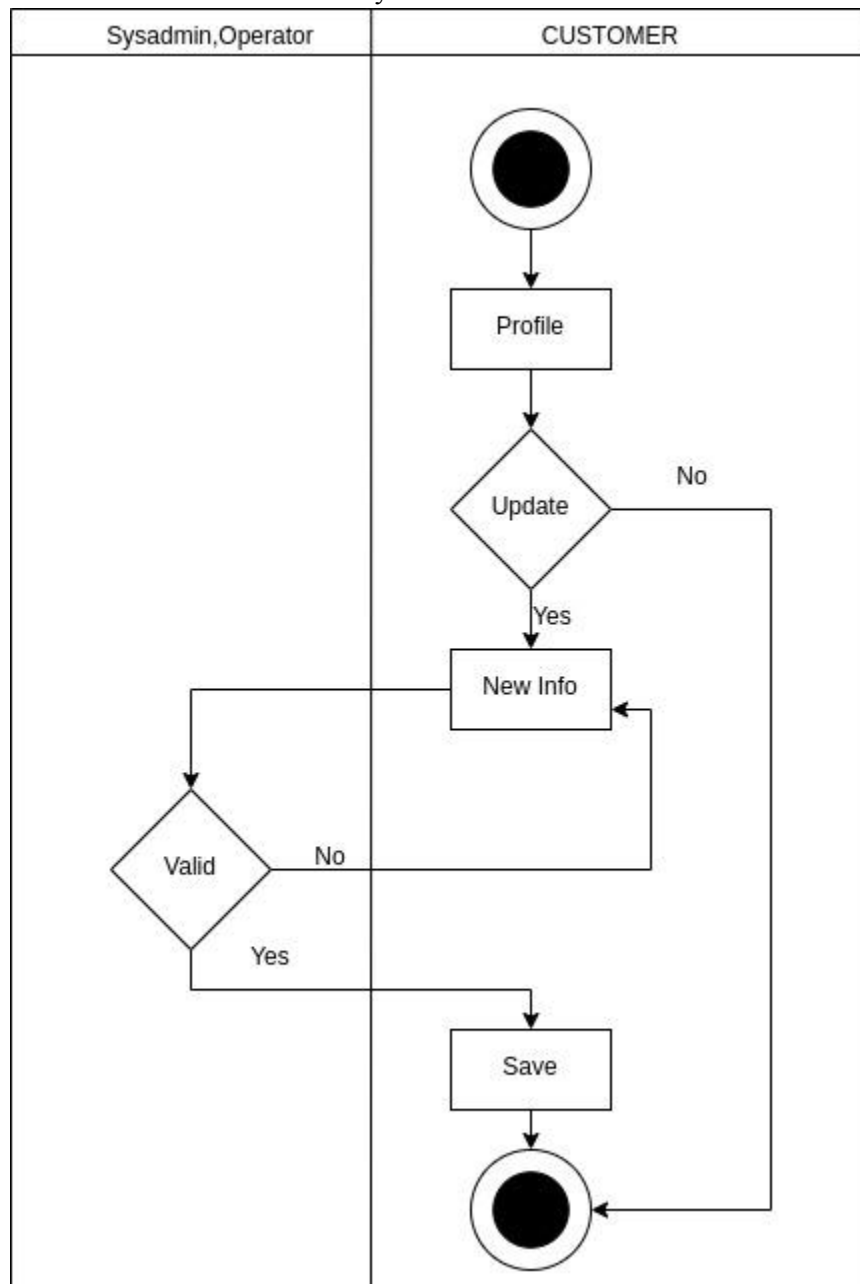 Sysadmin,Operator
CUSTOMER
Profile
Update
No
Yes
New Info
Valid
No
Yes
Save